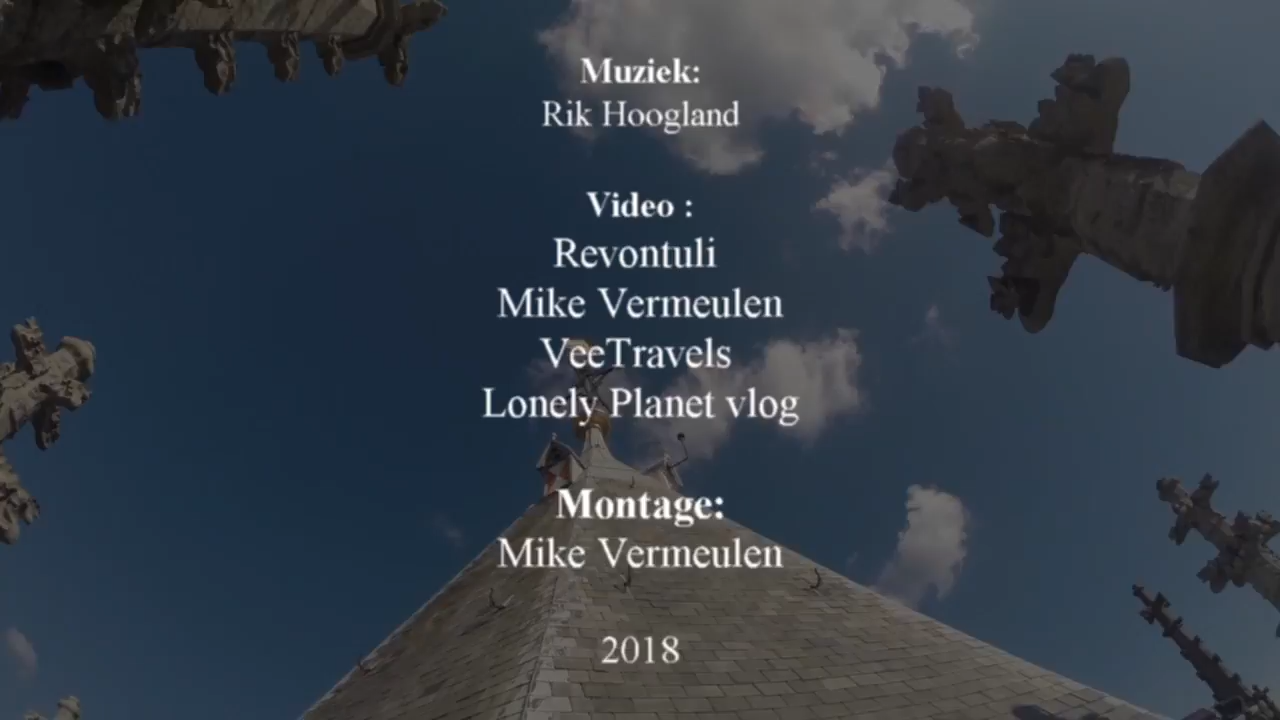 Muziek:
Rik Hoogland
Video :
Revontuli
Mike Vermeulen
VeeTravels
Lonely Planet vlog
Montage:
Mike Vermeulen
2018